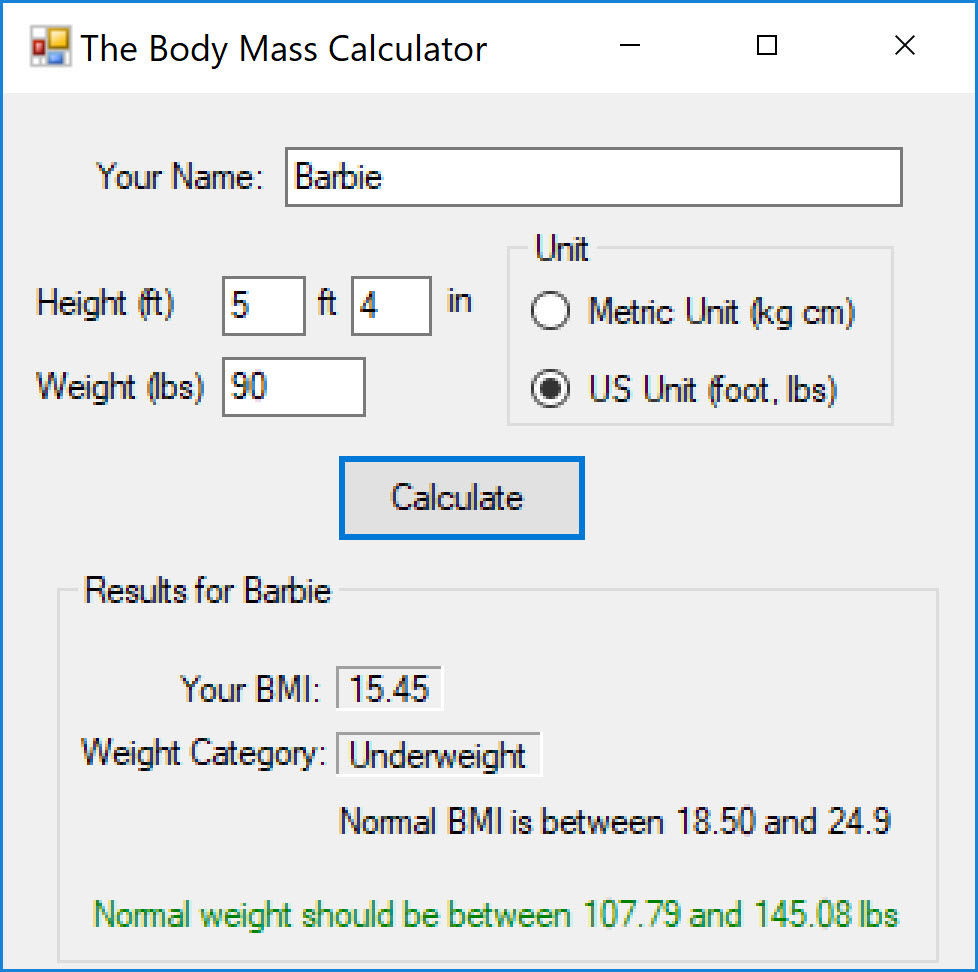 The Body Mass Calculator
Your Name: Barbie
Unit
Height (ft) 5 ft 4 in
Metric Unit (kg cm)
Weight (lbs) 90
US Unit (foot, lbs)
Calculate
Results for Barbie
Your BMI: 15.45
Weight Category: Underweight
Normal BMI is between 18.50 and 24.9
Normal weight should be between 107.79 and 145.08 lbs